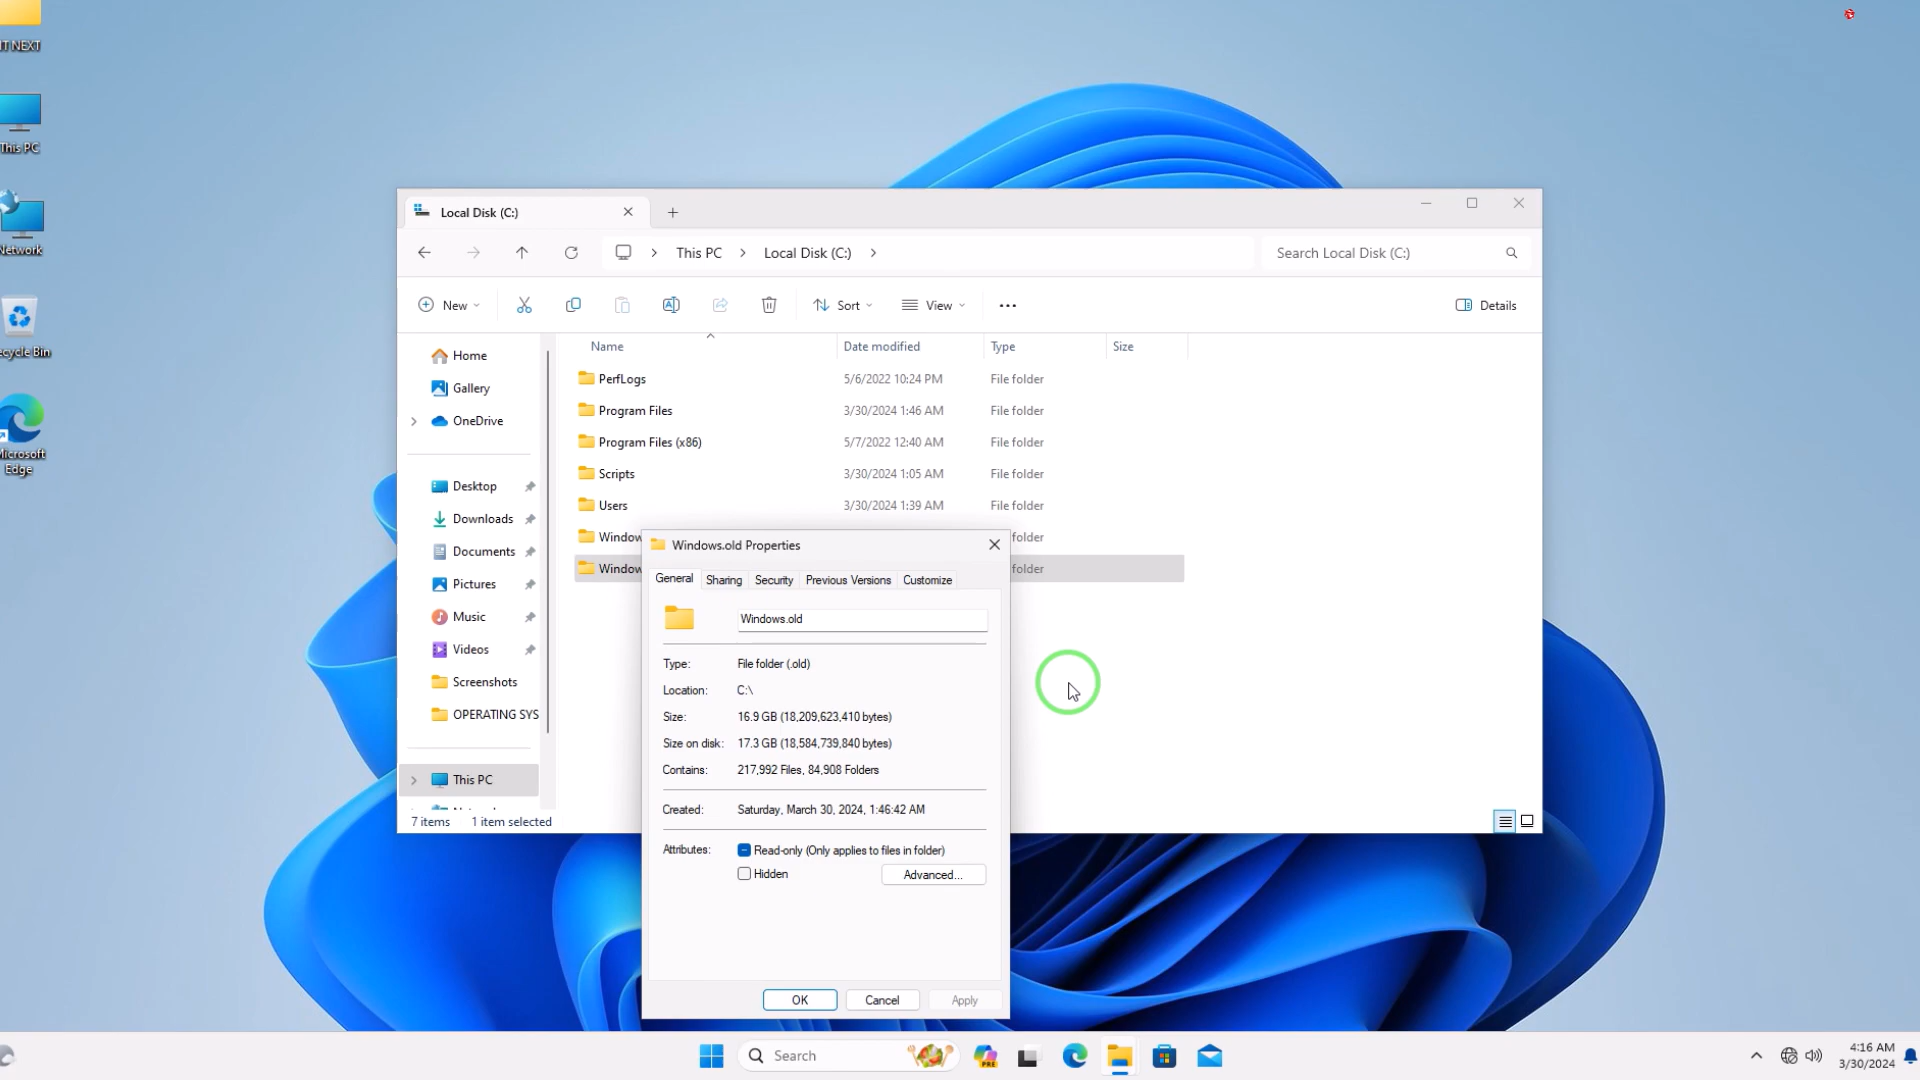 IT NEXT
This PC
Network
Recycle Bin
Microsoft
Edge
Local Disk (C:)
This PC
Local Disk (C:)
Search Local Disk (C:)
New
Sort
View
Details
Home
Gallery
OneDrive
Desktop
Downloads
Documents
Pictures
Music
Videos
Screenshots
OPERATING SYS
This PC
Name Date modified Type Size
PerfLogs 5/6/2022 10:24 PM File folder
Program Files 3/30/2024 1:46 AM File folder
Program Files (x86) 5/7/2022 12:40 AM File folder
Scripts 3/30/2024 1:05 AM File folder
Users 3/30/2024 1:39 AM File folder
Window folder
Window folder
Windows.old Properties
General Sharing Security Previous Versions Customize
Windows.old
Type: File folder (.old)
Location: C:\
Size: 16.9 GB (18,209,623,410 bytes)
Size on disk: 17.3 GB (18,584,739,840 bytes)
Contains: 217,992 Files, 84,908 Folders
Created: Saturday, March 30, 2024, 1:46:42 AM
Attributes: Read-only (Only applies to files in folder)
Hidden Advanced...
OK Cancel Apply
7 items 1 item selected
Search
PRE
4:16 AM
3/30/2024